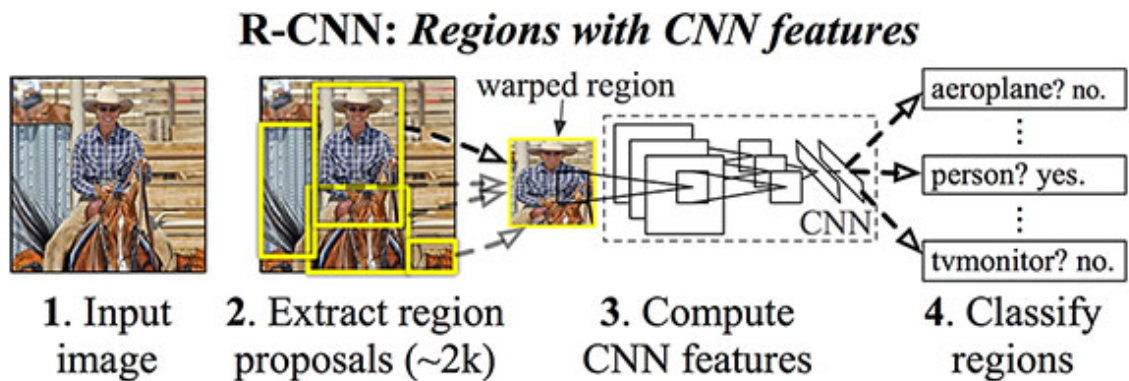 R-CNN: Regions with CNN features
warped region
aeroplane? no.
person? yes.
tvmonitor? no.
CNN
1. Input
image
2. Extract region
proposals (~2k)
3. Compute
CNN features
4. Classify
regions